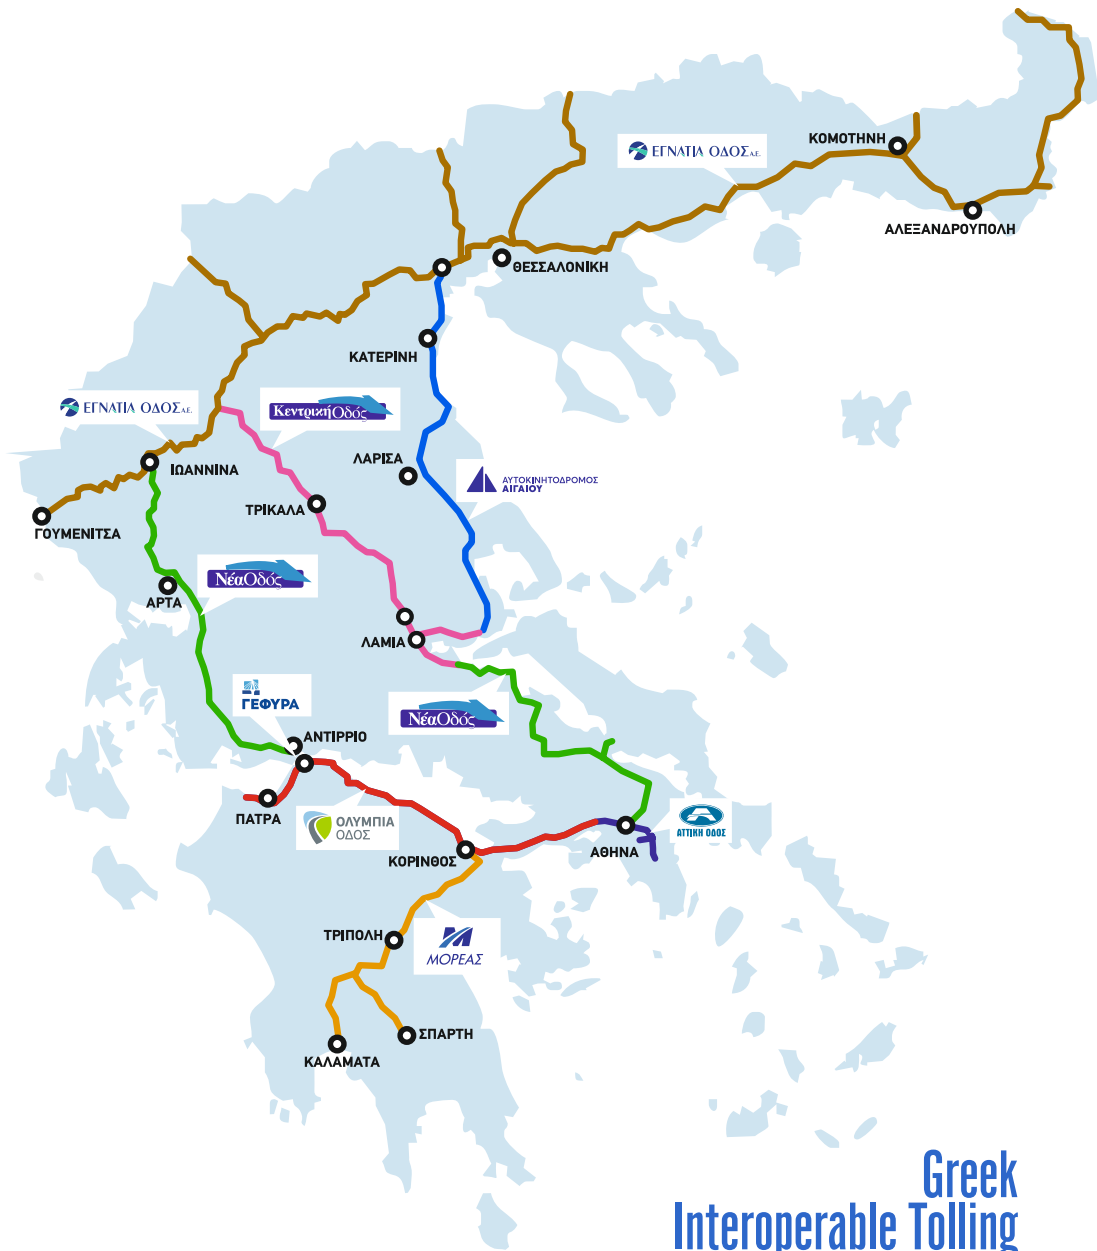 ΚΟΜΟΤΗΝΗ
ΕΓΝΑΤΙΑ ΟΔΟΣ Α.Ε.
ΑΛΕΞΑΝΔΡΟΥΠΟΛΗ
ΘΕΣΣΑΛΟΝΙΚΗ
ΚΑΤΕΡΙΝΗ
ΕΓΝΑΤΙΑ ΟΔΟΣ Α.Ε.
ΚεντρικήΟδός
ΛΑΡΙΣΑ
ΙΩΑΝΝΙΝΑ
ΑΥΤΟΚΙΝΗΤΟΔΡΟΜΟΣ
ΑΙΓΑΙΟΥ
ΤΡΙΚΑΛΑ
ΓΟΥΜΕΝΙΤΣΑ
ΝέαΟδός
ΑΡΤΑ
ΛΑΜΙΑ
ΓΕΦΥΡΑ
ΝέαΟδός
ΑΝΤΙΡΡΙΟ
ΠΑΤΡΑ
ΟΛΥΜΠΙΑ
ΟΔΟΣ
ΑΤΤΙΚΗ ΟΔΟΣ
ΚΟΡΙΝΘΟΣ
ΑΘΗΝΑ
ΤΡΙΠΟΛΗ
ΜΟΡΕΑΣ
ΣΠΑΡΤΗ
ΚΑΛΑΜΑΤΑ
Greek
Interoperable Tolling